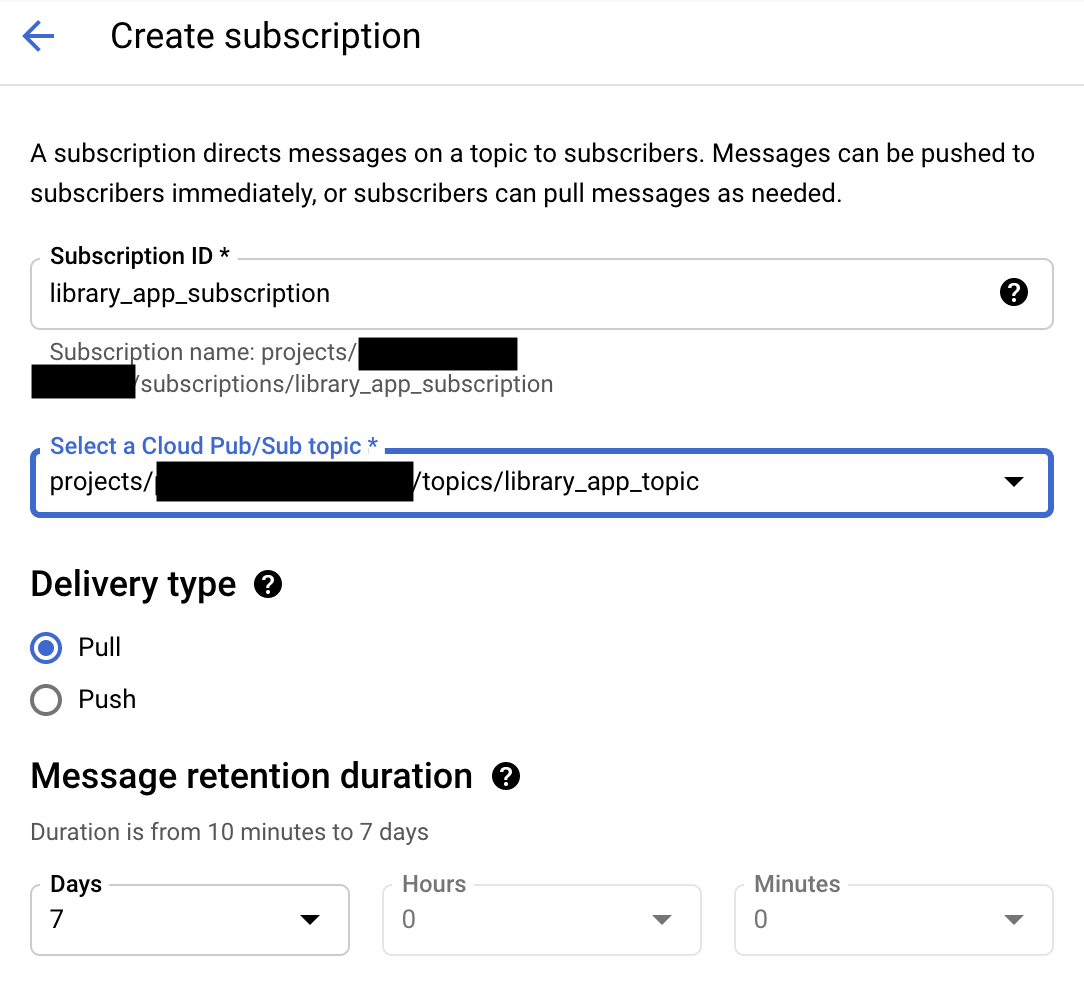 Create subscription
A subscription directs messages on a topic to subscribers. Messages can be pushed to
subscribers immediately, or subscribers can pull messages as needed.
Subscription ID *
library_app_subscription
Subscription name: projects/
/subscriptions/library_app_subscription
Select a Cloud Pub/Sub topic *
projects/ /topics/library_app_topic
Delivery type
Pull
Push
Message retention duration
Duration is from 10 minutes to 7 days
Days Hours Minutes
7 0 0